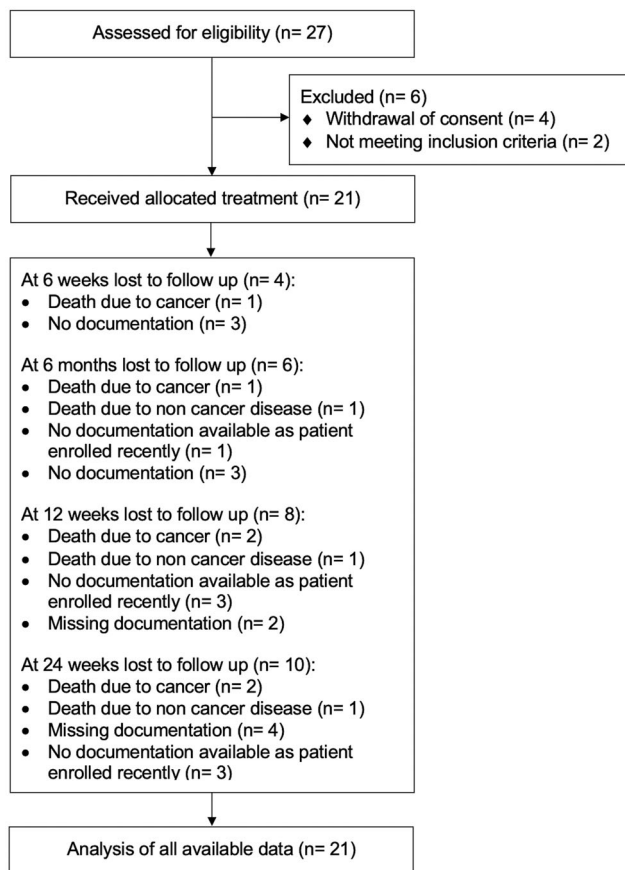 Assessed for eligibility (n= 27)
Excluded (n= 6)
♦ Withdrawal of consent (n= 4)
♦ Not meeting inclusion criteria (n= 2)
Received allocated treatment (n= 21)
At 6 weeks lost to follow up (n= 4):
• Death due to cancer (n= 1)
• No documentation (n= 3)
At 6 months lost to follow up (n= 6):
• Death due to cancer (n= 1)
• Death due to non cancer disease (n= 1)
• No documentation available as patient
enrolled recently (n= 1)
• No documentation (n= 3)
At 12 weeks lost to follow up (n= 8):
• Death due to cancer (n= 2)
• Death due to non cancer disease (n= 1)
• No documentation available as patient
enrolled recently (n= 3)
• Missing documentation (n= 2)
At 24 weeks lost to follow up (n= 10):
• Death due to cancer (n= 2)
• Death due to non cancer disease (n= 1)
• Missing documentation (n= 4)
• No documentation available as patient
enrolled recently (n= 3)
Analysis of all available data (n= 21)